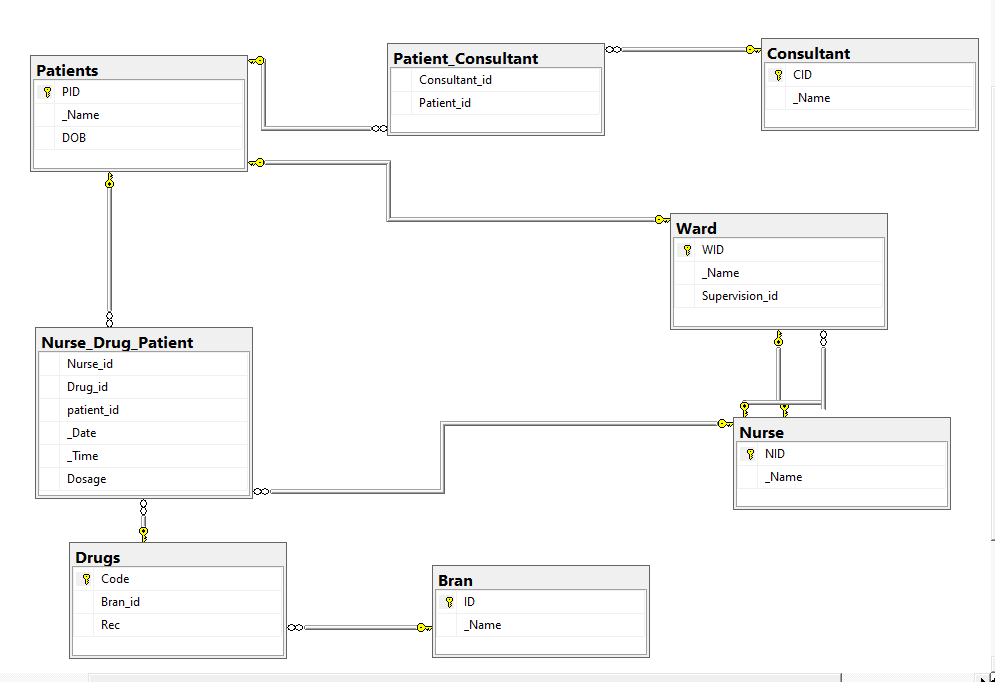 Patients
PID
_Name
DOB
Patient_Consultant
Consultant_id
Patient_id
Consultant
CID
_Name
Ward
WID
_Name
Supervision_id
Nurse_Drug_Patient
Nurse_id
Drug_id
patient_id
_Date
_Time
Dosage
Nurse
NID
_Name
Drugs
Code
Bran_id
Rec
Bran
ID
_Name